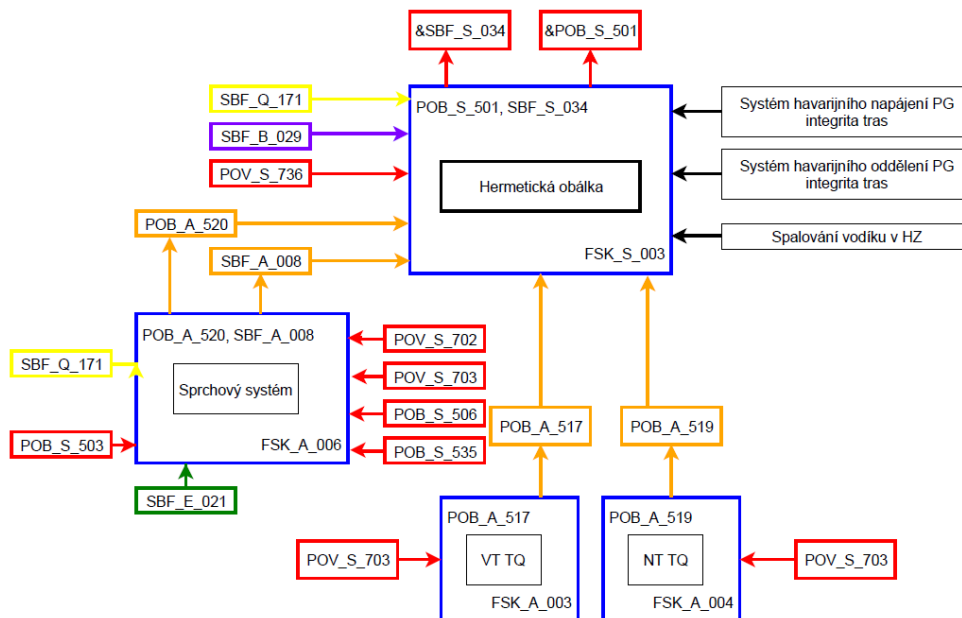 &SBF_S_034
&POB_S_501
SBF_Q_171
SBF_B_029
POV_S_736
POB_S_501, SBF_S_034
Hermetická obálka
FSK_S_003
Systém havarijního napájení PG
integrita tras
Systém havarijního oddělení PG
integrita tras
Spalování vodíku v HZ
POB_A_520
SBF_A_008
POB_A_520, SBF_A_008
Sprchový systém
FSK_A_006
SBF_Q_171
POB_S_503
SBF_E_021
POV_S_702
POV_S_703
POB_S_506
POB_S_535
POB_A_517
POB_A_519
POB_A_517
VT TQ
FSK_A_003
POV_S_703
POB_A_519
NT TQ
FSK_A_004
POV_S_703